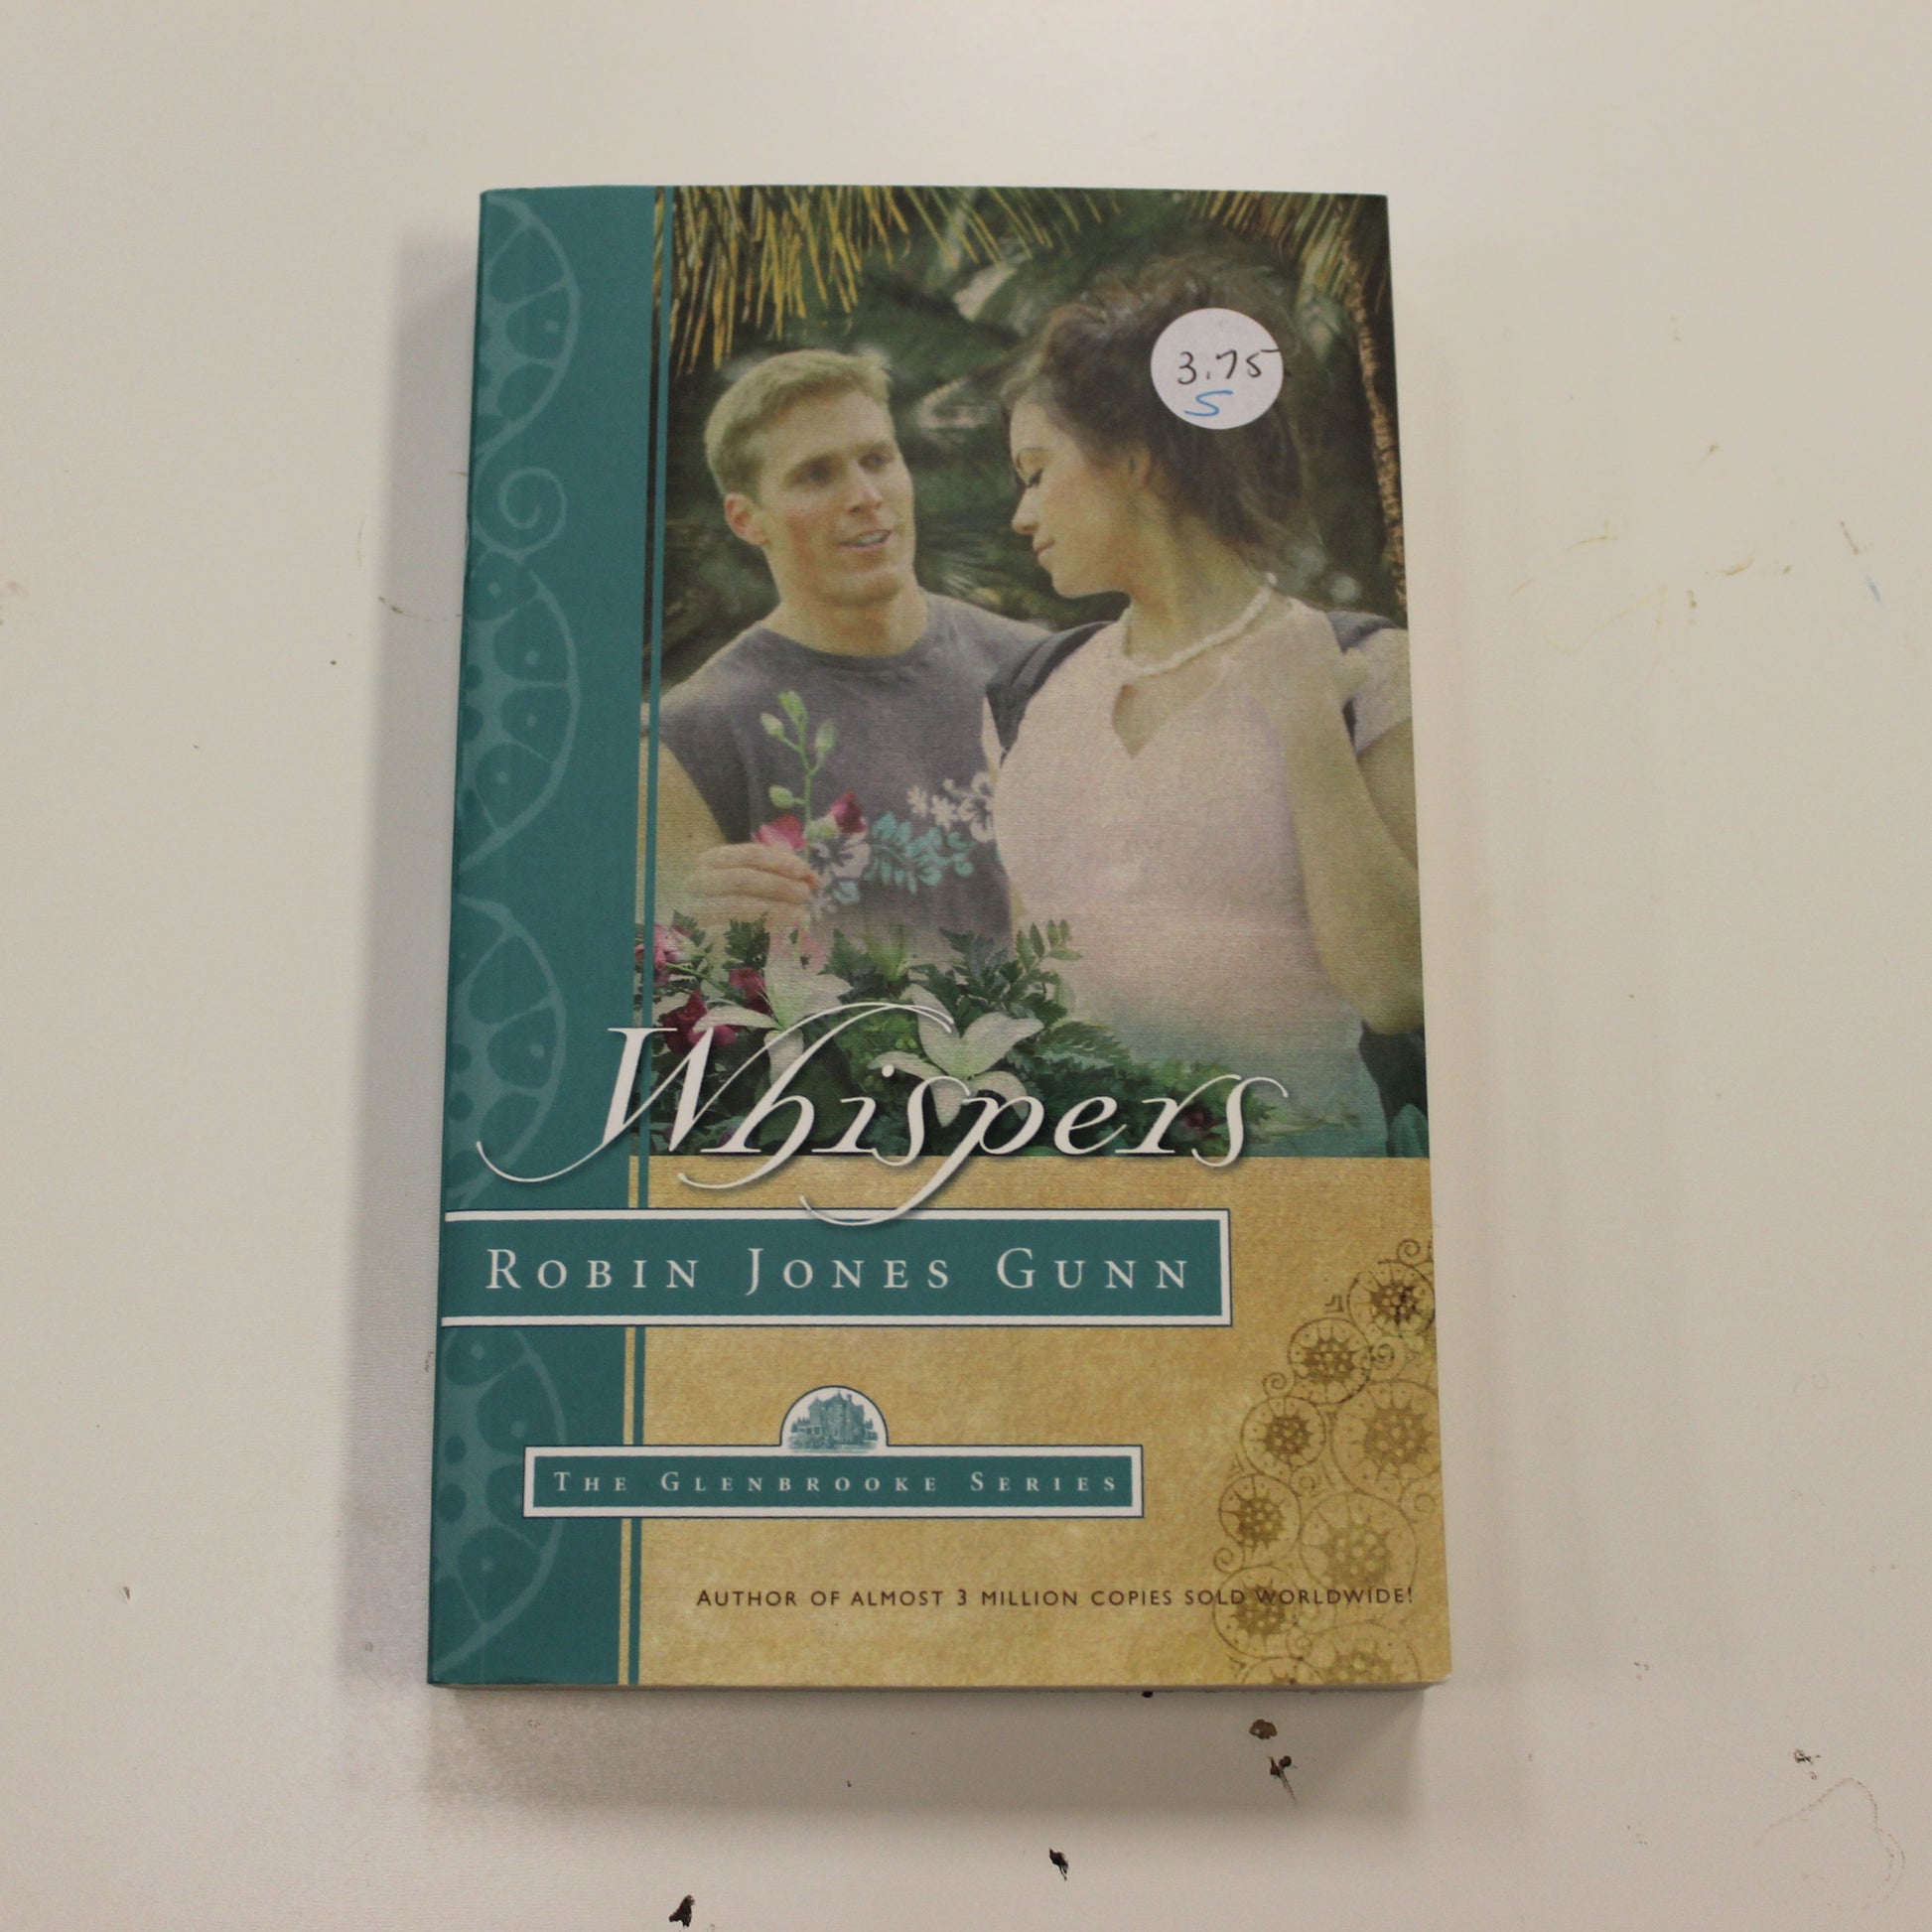 3.75
S
Whispers
ROBIN JONES GUNN
THE GLENBROOKE SERIES
AUTHOR OF ALMOST 3 MILLION COPIES SOLD WORLDWIDE!